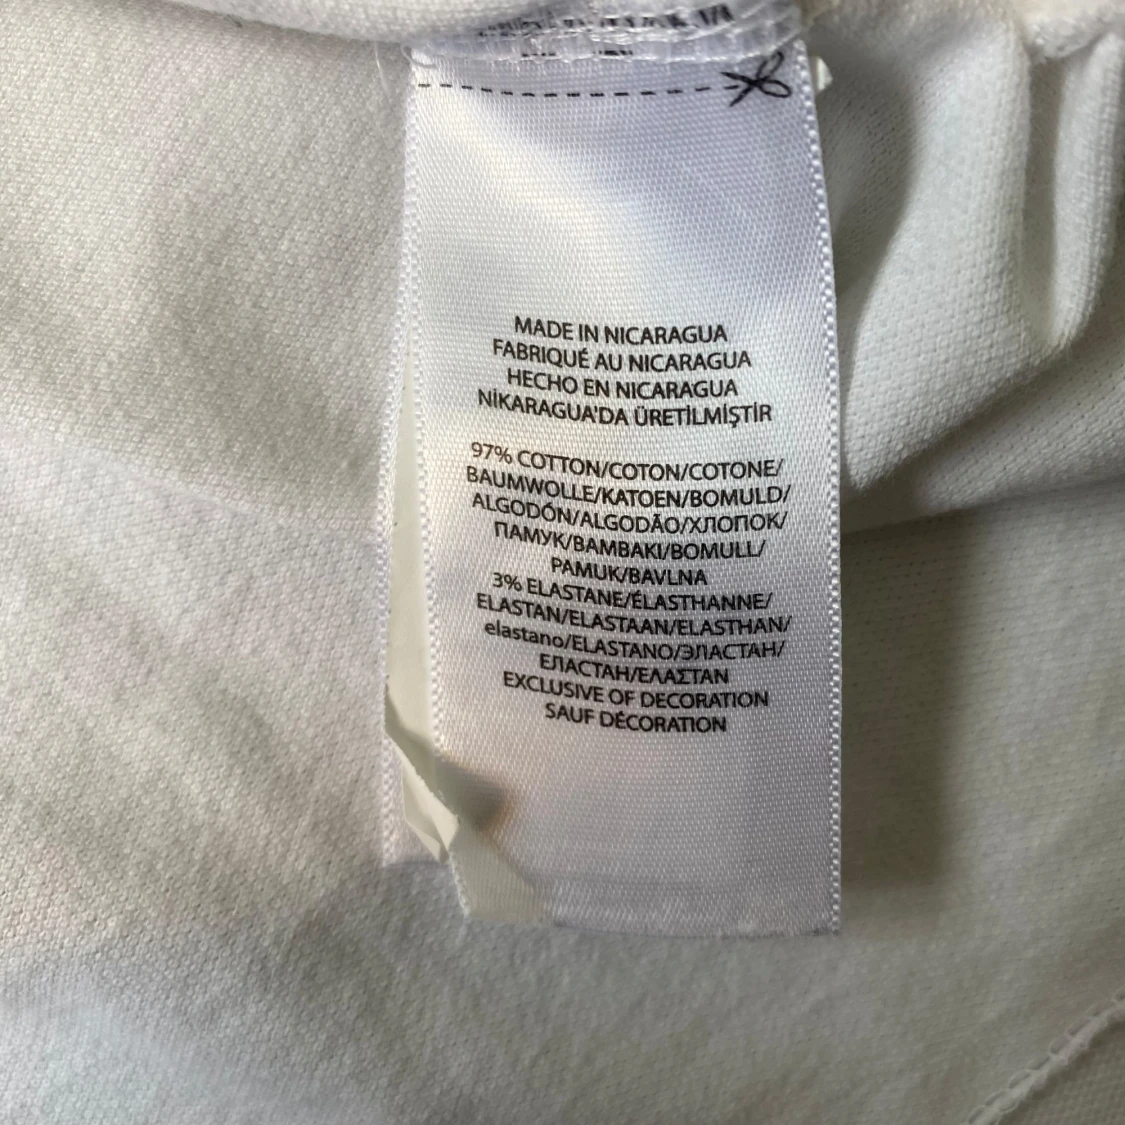 MADE IN NICARAGUA
FABRIQUÉ AU NICARAGUA
HECHO EN NICARAGUA
NİKARAGUA'DA ÜRETİLMİŞTİR
97% COTTON/COTON/COTONE/
BAUMWOLLE/KATOEN/BOMULD/
ALGODÓN/ALGODÃO/ХЛОПОК/
ПАМУК/BAMBAKI/BOMULL/
PAMUK/BAVLNA
3% ELASTANE/ÉLASTHANNE/
ELASTAN/ELASTAAN/ELASTHAN/
elastano/ELASTANO/ЭЛАСТАН/
ЕЛАСТАН/ΕΛΑΣΤΑΝ
EXCLUSIVE OF DECORATION
SAUF DÉCORATION